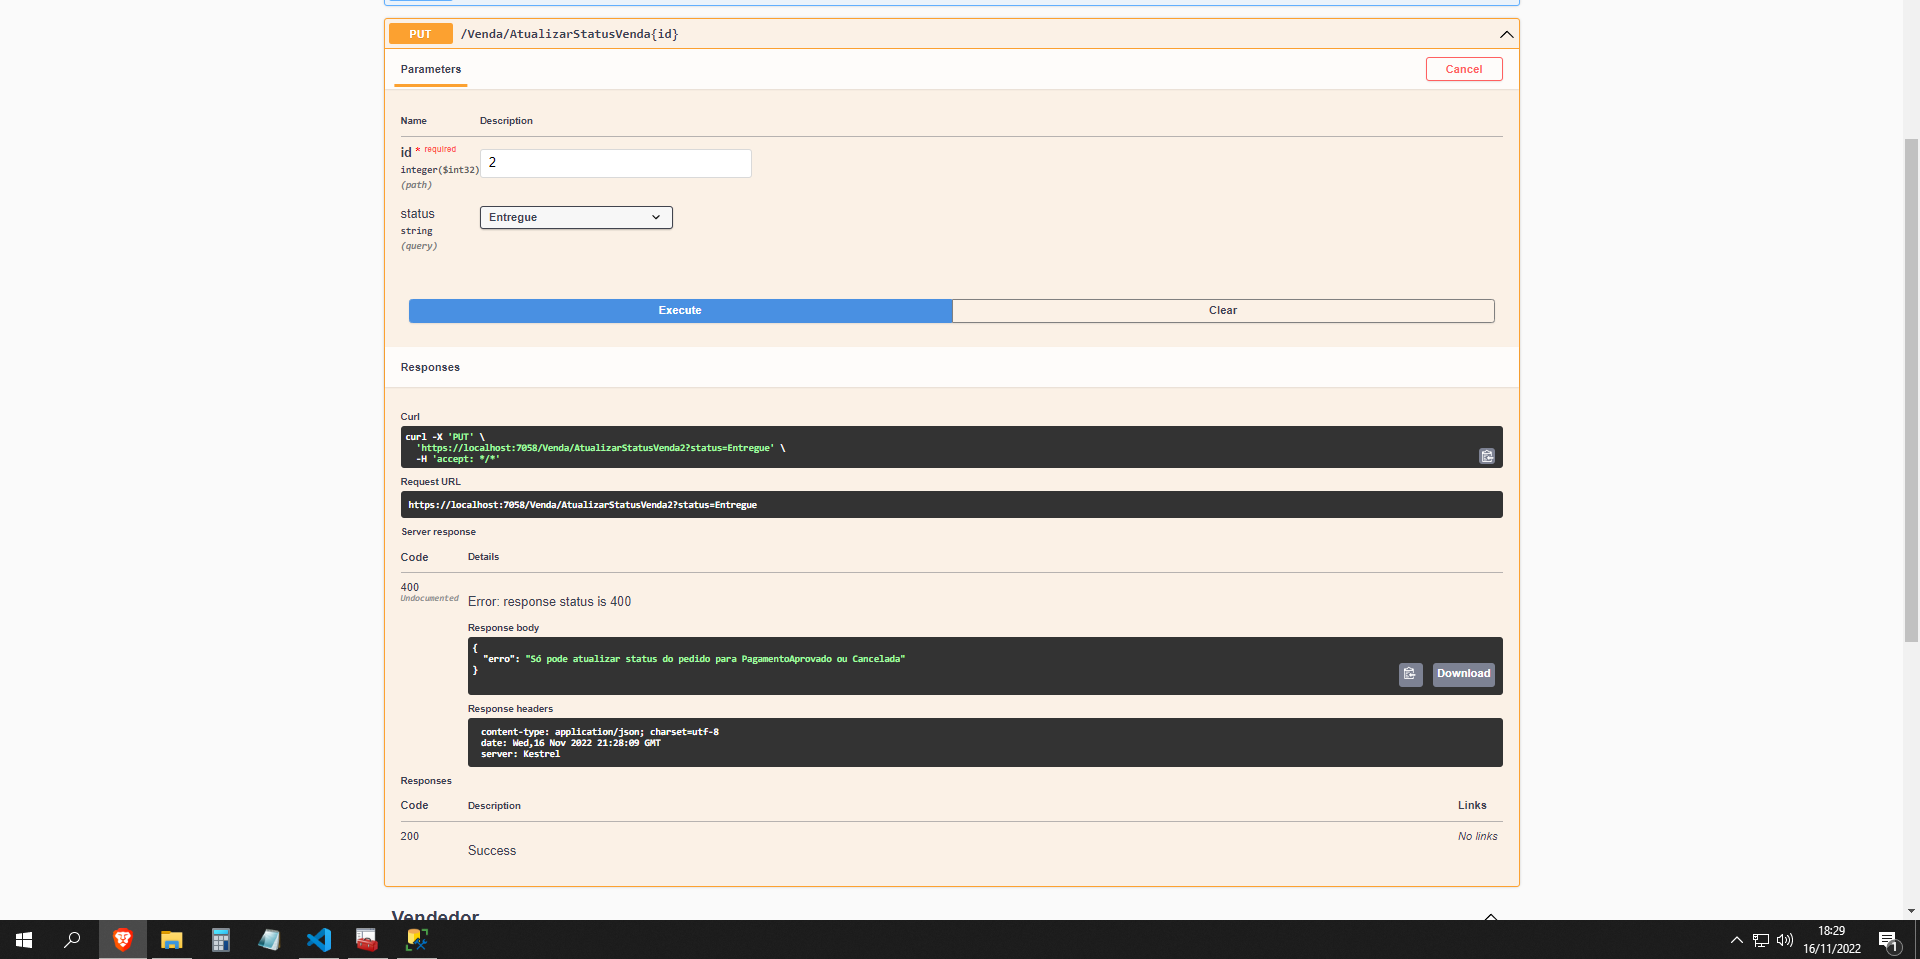 PUT /Venda/AtualizarStatusVenda{id}
Parameters
Cancel
Name Description
id * required
integer($int32)
(path)
2
status
string
(query)
Entregue
Execute
Clear
Responses
Curl
curl -X 'PUT' \
'https://localhost:7058/Venda/AtualizarStatusVenda2?status=Entregue' \
-H 'accept: */*'
Request URL
https://localhost:7058/Venda/AtualizarStatusVenda2?status=Entregue
Server response
Code Details
400
Undocumented
Error: response status is 400
Response body
{
"erro": "Só pode atualizar status do pedido para PagamentoAprovado ou Cancelada"
}
Download
Response headers
content-type: application/json; charset=utf-8
date: Wed,16 Nov 2022 21:28:09 GMT
server: Kestrel
Responses
Code Description Links
200
Success
No links
Vendedor
18:29
16/11/2022
1